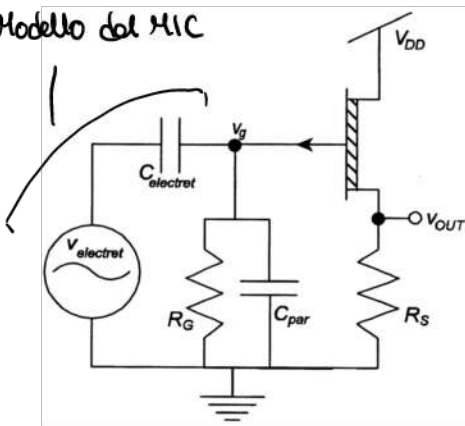 Modello del MIC
V_DD
v_g
C_electret
v_OUT
v_electret
R_G
C_par
R_S